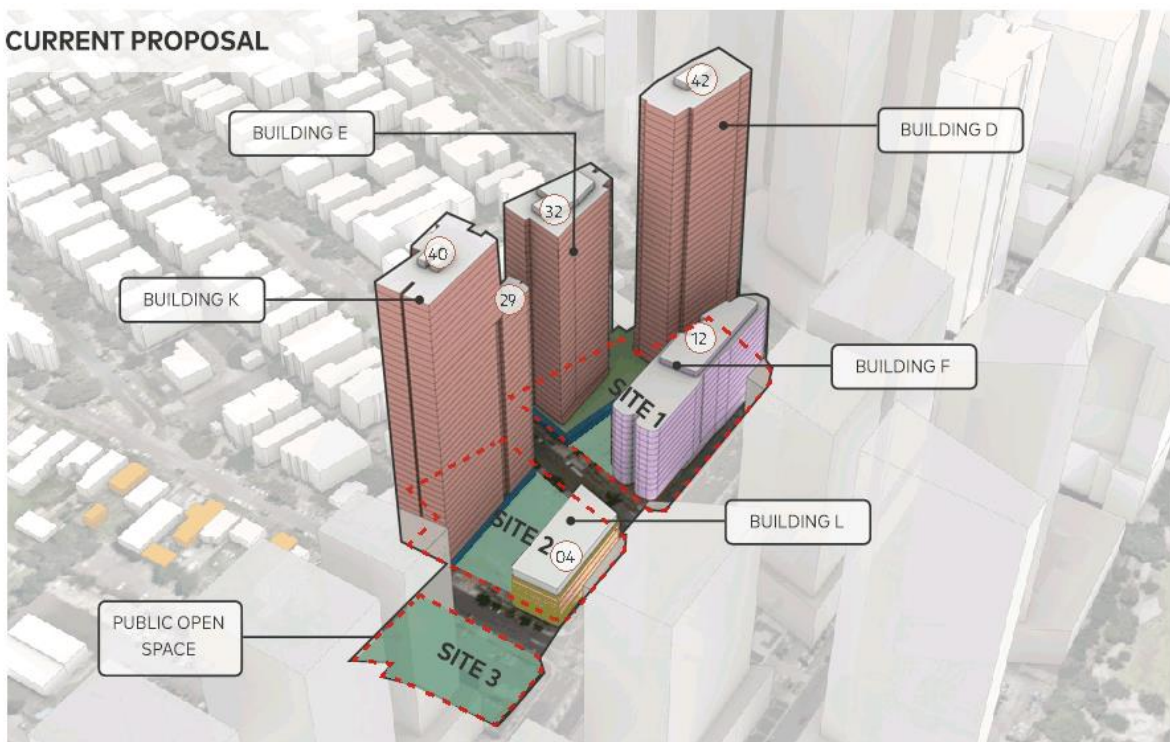 CURRENT PROPOSAL
42
BUILDING E
BUILDING D
32
40
BUILDING K
29
12
BUILDING F
SITE 1
SITE 2
BUILDING L
04
PUBLIC OPEN
SPACE
SITE 3